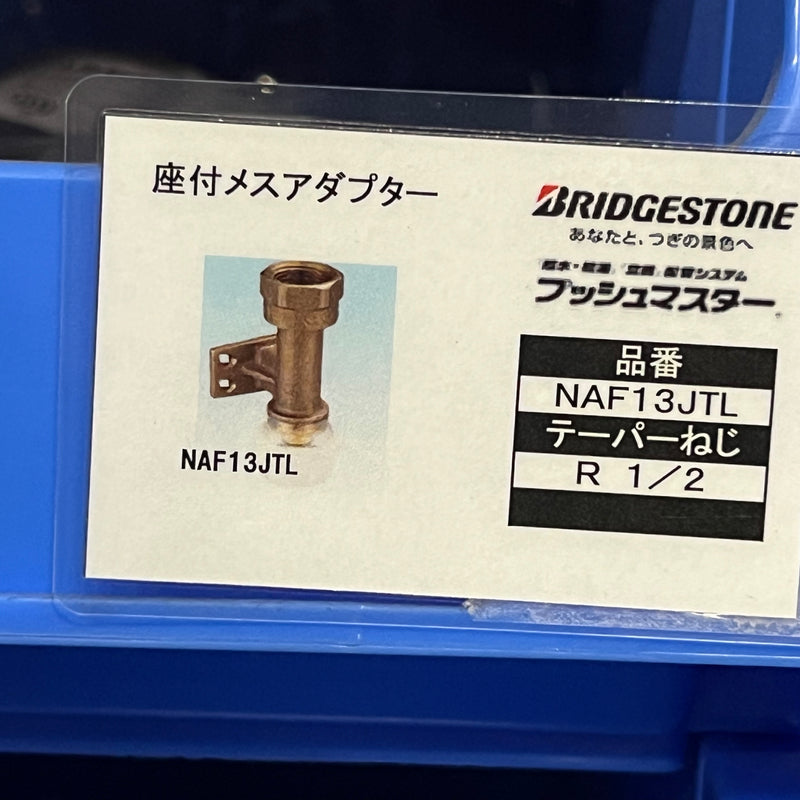 座付メスアダプター
NAF13JTL
BRIDGESTONE
あなたと、つぎの景色へ
プッシュマスター
品番
NAF13JTL
テーパーねじ
R 1/2